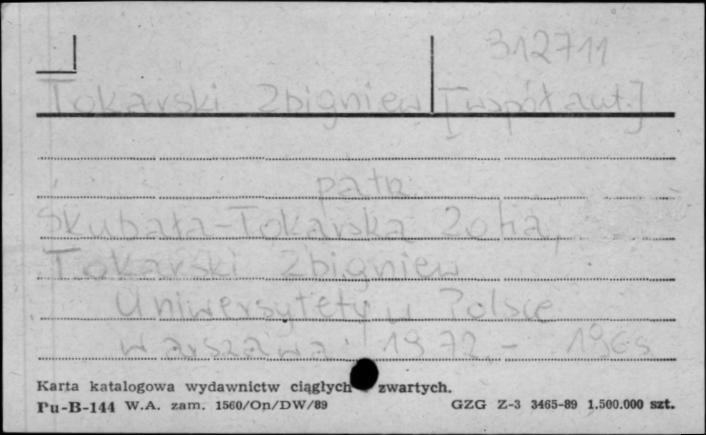 312711
Tokarski Zbigniew [współaut.]
patrz
Skubała-Tokarska Zofia,
Tokarski Zbigniew
Uniwersytety w Polsce
Warszawa 1972 -
Karta katalogowa wydawnictw ciągłych zwartych.
Pu-B-144 W.A. zam. 1560/On/DW/89 GZG Z-3 3465-89 1.500.000 szt.